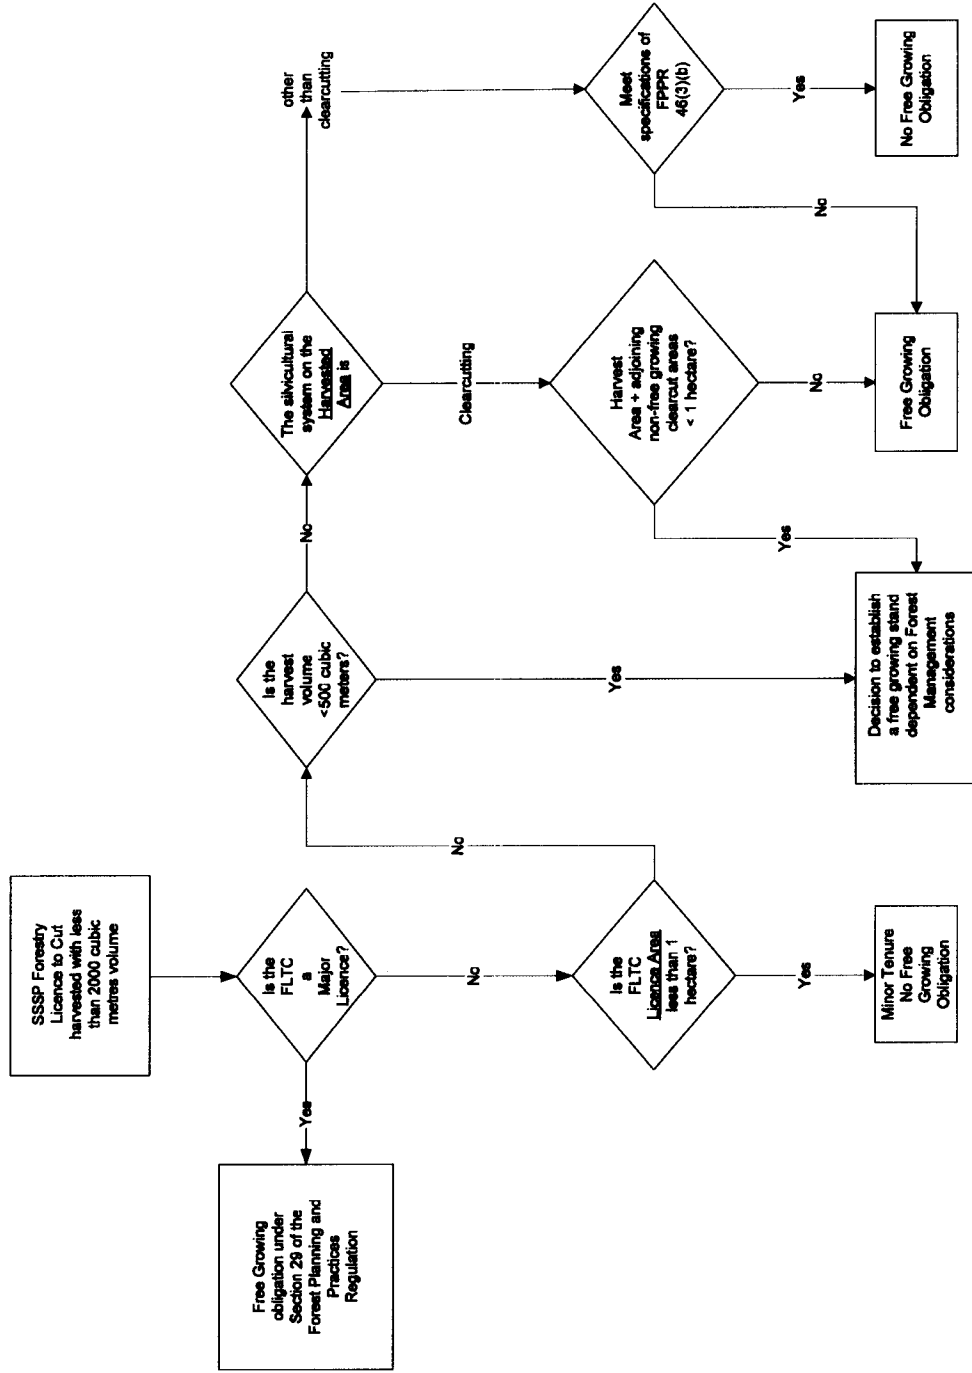 SSSP Forestry
Licence to Cut
harvested with less
than 2000 cubic
metres volume
Is the
FLTC
a
Major
Licence?
Yes
Free Growing
obligation under
Section 29 of the
Forest Planning and
Practices
Regulation
No
Is the
FLTC
Licence Area
less than 1
hectare?
Yes
Minor Tenure
No Free
Growing
Obligation
No
Is the
harvest
volume
<500 cubic
meters?
Yes
Decision to establish
a free growing stand
dependent on Forest
Management
considerations
No
The silvicultural
system on the
Harvested
Area is
Clearcutting
Harvest
Area + adjoining
non-free growing
clearcut areas
< 1 hectare?
Yes
No
Free Growing
Obligation
other
than
clearcutting
Meet
specifications of
FPPR
46(3)(b)
No
Yes
No Free Growing
Obligation